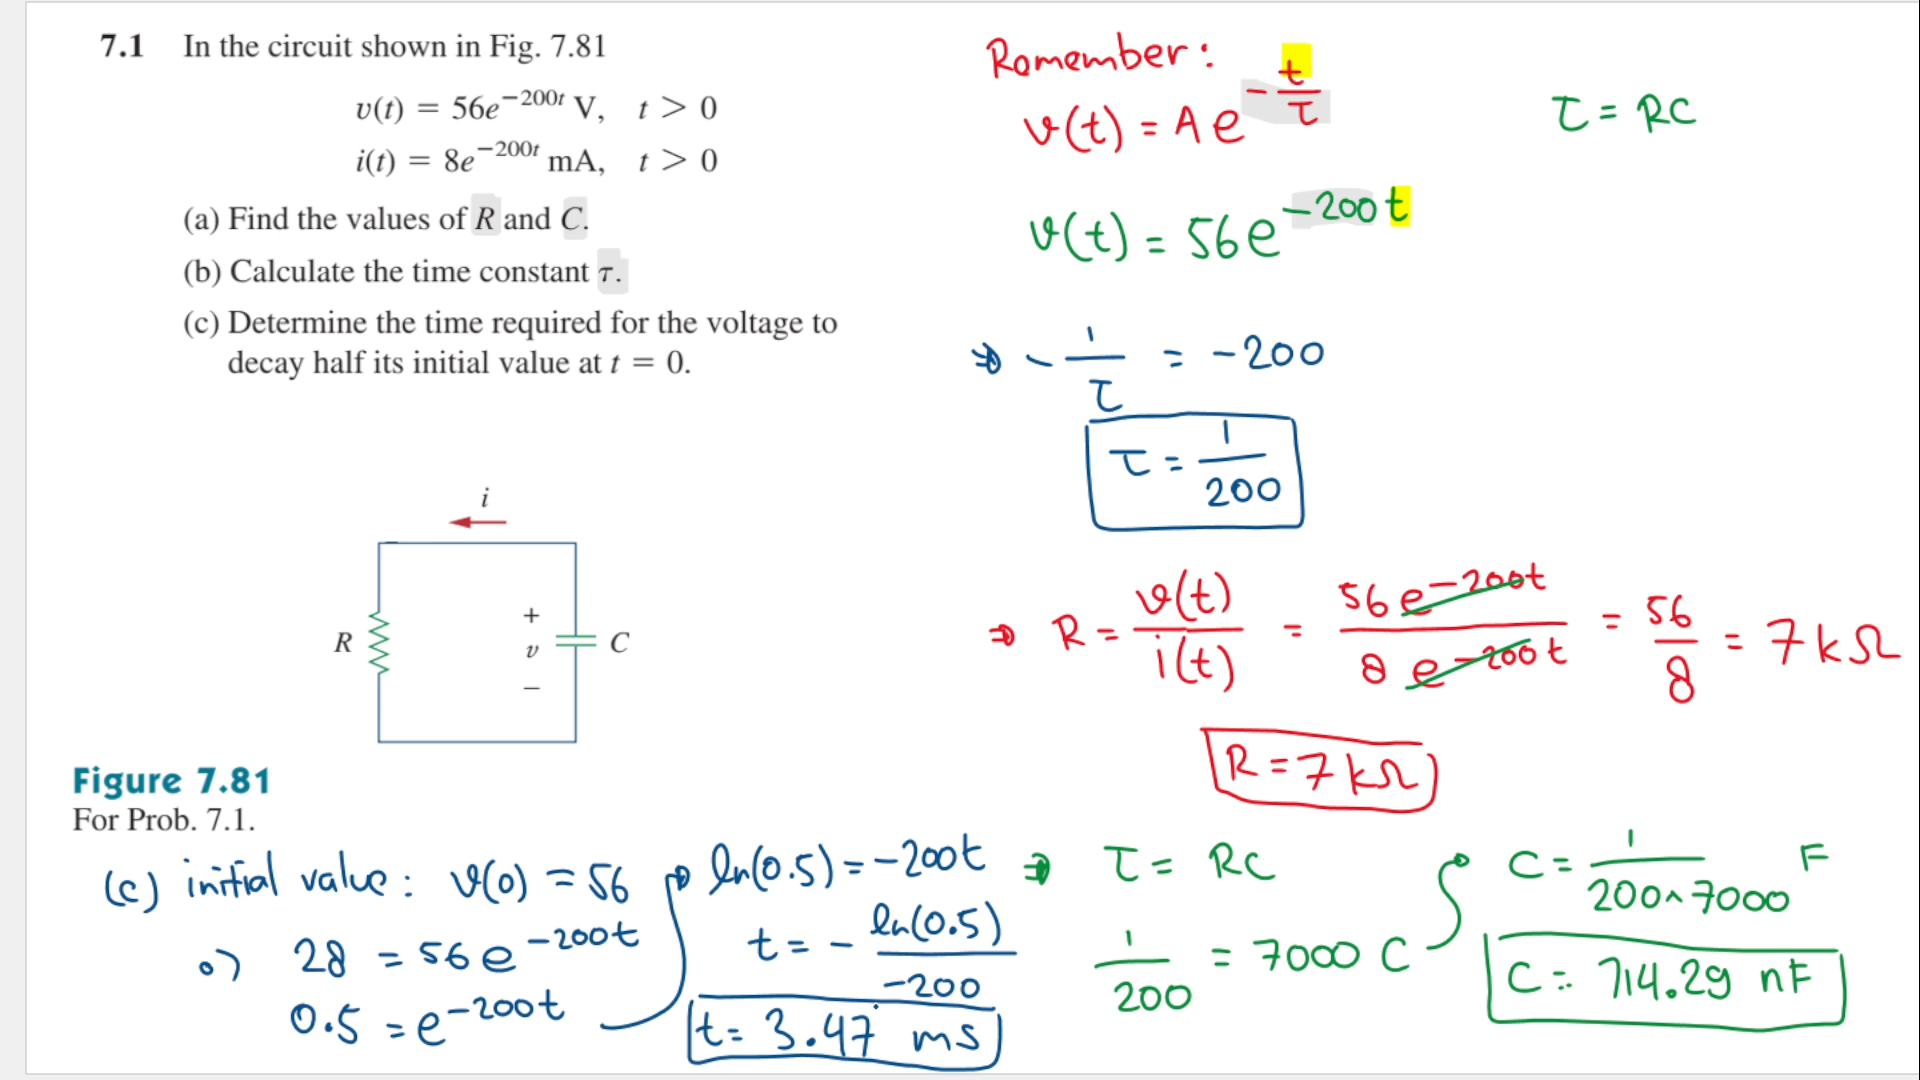 7.1 In the circuit shown in Fig. 7.81
v(t) = 56e^{-200t} V, t > 0
i(t) = 8e^{-200t} mA, t > 0
(a) Find the values of R and C.
(b) Calculate the time constant τ.
(c) Determine the time required for the voltage to
decay half its initial value at t = 0.
i
R
+
v
−
C
Figure 7.81
For Prob. 7.1.
Romember:
v(t) = A e^{-t/τ}
τ = RC
v(t) = 56e^{-200t}
⇒ -1/τ = -200
τ = 1/200
⇒ R = v(t)/i(t) = 56e^{-200t}/8e^{-200t} = 56/8 = 7kΩ
R = 7kΩ
⇒ τ = RC
1/200 = 7000 C
C = 1/200×7000 F
C = 714.29 nF
(c) initial value: v(0) = 56
28 = 56e^{-200t}
0.5 = e^{-200t}
ln(0.5) = -200t
t = - ln(0.5)/-200
t = 3.47 ms